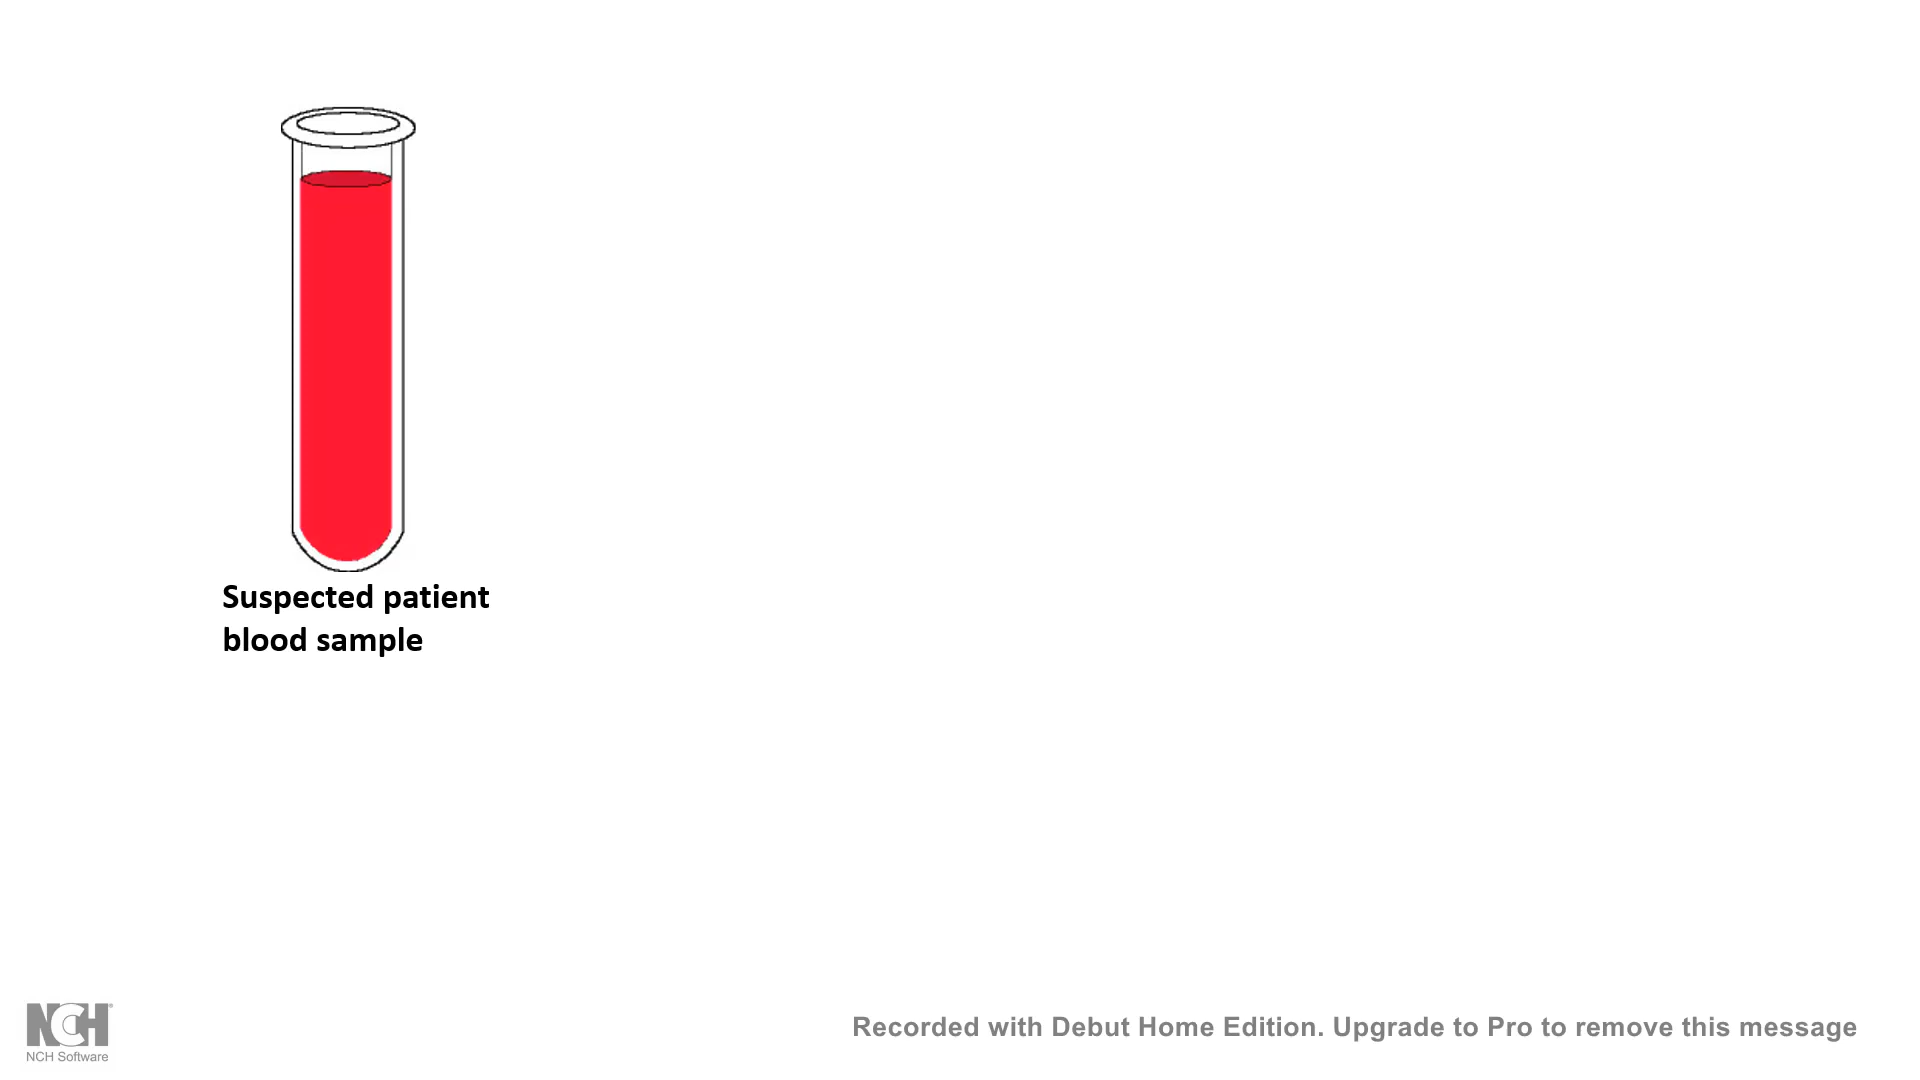 Suspected patient
blood sample
NCH
NCH Software
Recorded with Debut Home Edition. Upgrade to Pro to remove this message